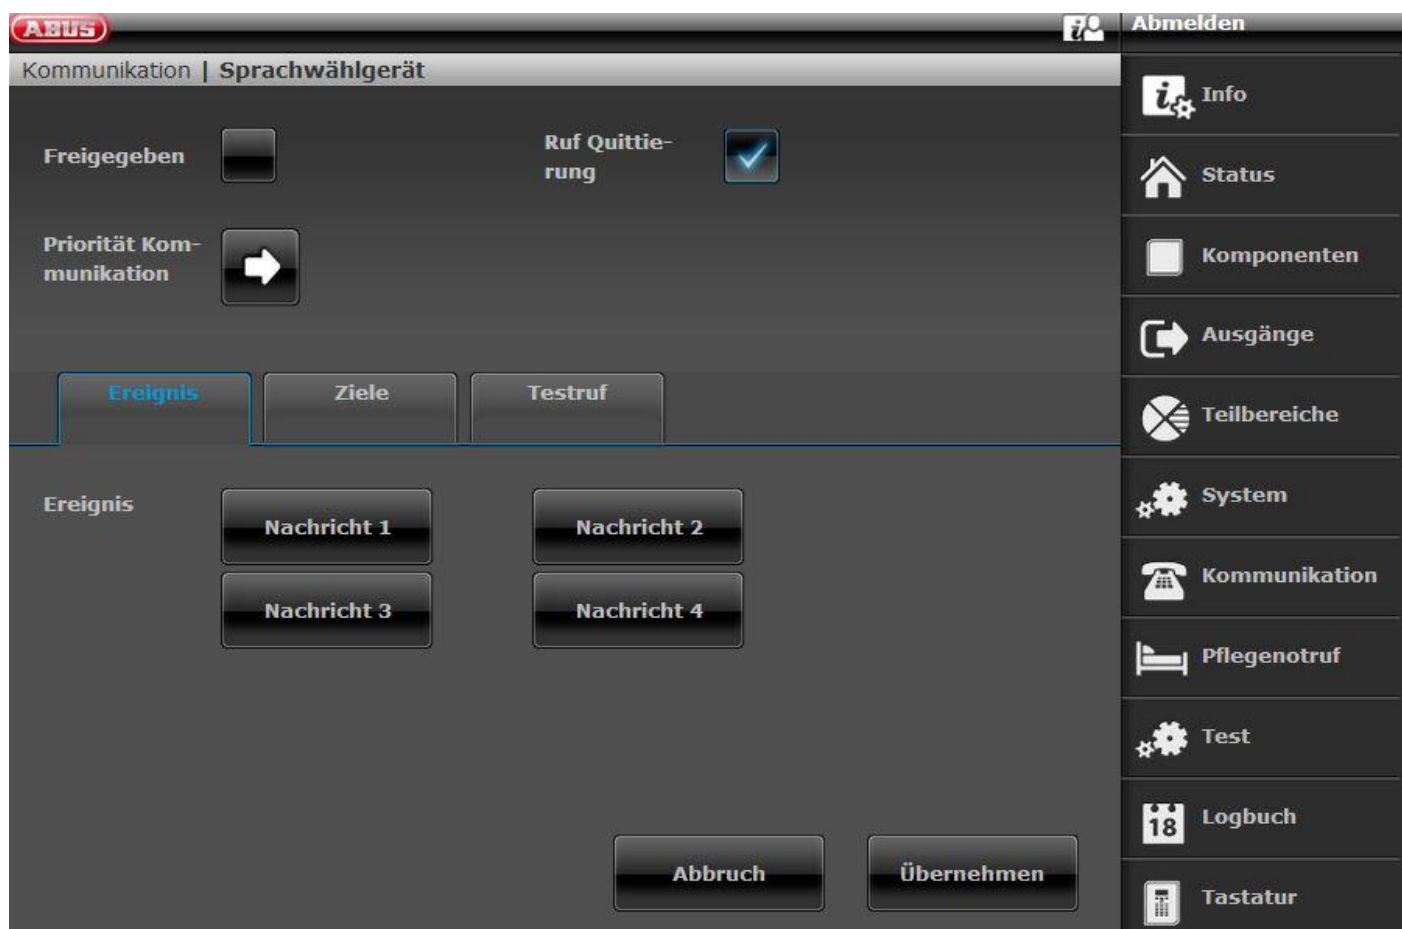 ABUS
Abmelden
Kommunikation | Sprachwählgerät
Info
Freigegeben
Ruf Quittie-
rung
Status
Priorität Kom-
munikation
Komponenten
Ausgänge
Ereignis Ziele Testruf
Teilbereiche
Ereignis
Nachricht 1 Nachricht 2
System
Nachricht 3 Nachricht 4
Kommunikation
Pflegenotruf
Test
18 Logbuch
Abbruch Übernehmen
Tastatur